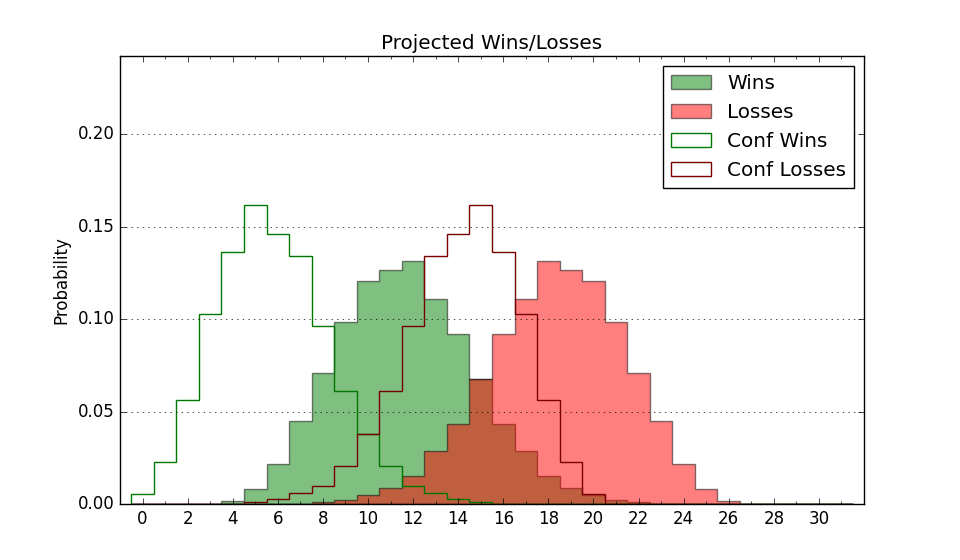 Projected Wins/Losses
Wins
Losses
Conf Wins
Conf Losses
Probability
0.20
0.15
0.10
0.05
0.00
0 2 4 6 8 10 12 14 16 18 20 22 24 26 28 30